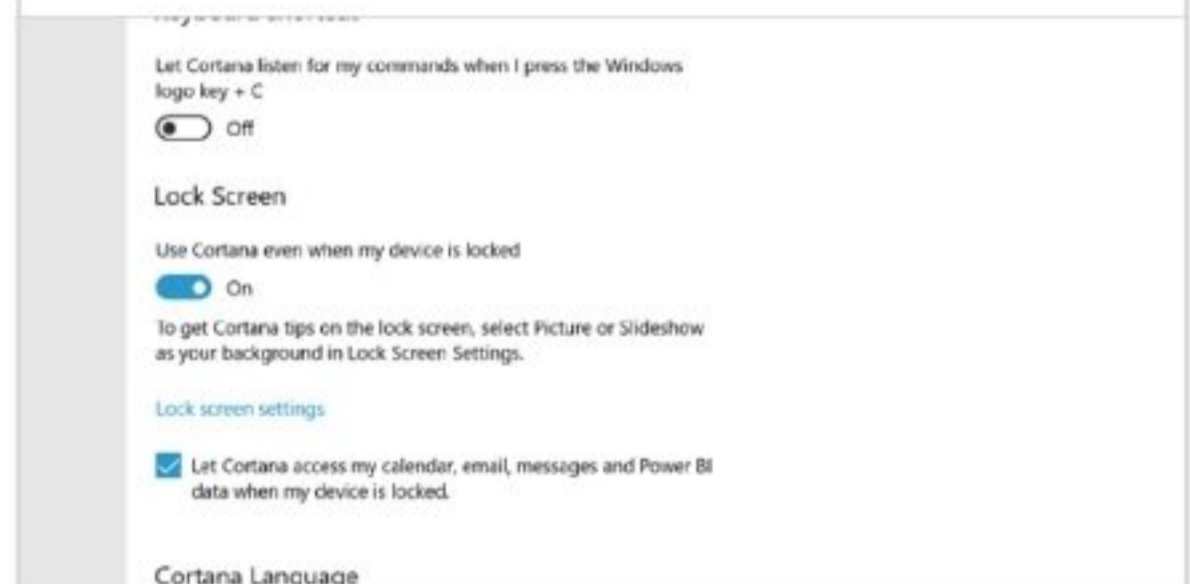 Keyboard shortcut
Let Cortana listen for my commands when I press the Windows
logo key + C
Off
Lock Screen
Use Cortana even when my device is locked
On
To get Cortana tips on the lock screen, select Picture or Slideshow
as your background in Lock Screen Settings.
Lock screen settings
Let Cortana access my calendar, email, messages and Power BI
data when my device is locked.
Cortana Language